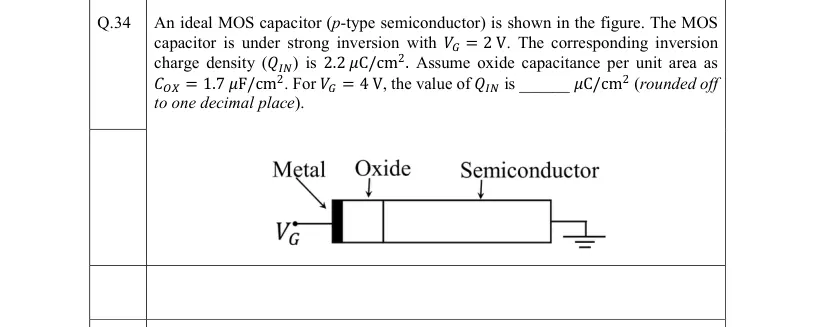 Q.34 An ideal MOS capacitor (p-type semiconductor) is shown in the figure. The MOS
capacitor is under strong inversion with V_G = 2 V. The corresponding inversion
charge density (Q_IN) is 2.2 μC/cm². Assume oxide capacitance per unit area as
C_OX = 1.7 μF/cm². For V_G = 4 V, the value of Q_IN is ______ μC/cm² (rounded off
to one decimal place).
Metal Oxide Semiconductor
V_G